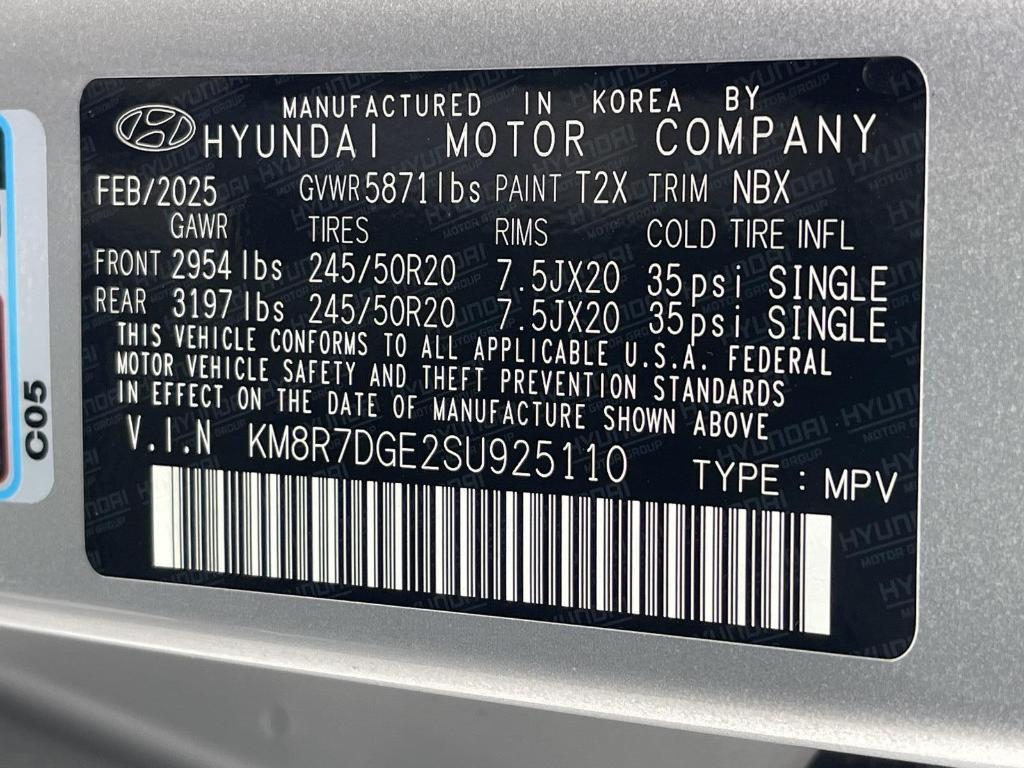 MANUFACTURED IN KOREA BY
HYUNDAI MOTOR COMPANY
FEB/2025 GVWR 5871lbs PAINT T2X TRIM NBX
GAWR TIRES RIMS COLD TIRE INFL
FRONT 2954 lbs 245/50R20 7.5JX20 35psi SINGLE
REAR 3197 lbs 245/50R20 7.5JX20 35psi SINGLE
THIS VEHICLE CONFORMS TO ALL APPLICABLE U.S.A. FEDERAL
MOTOR VEHICLE SAFETY AND THEFT PREVENTION STANDARDS
IN EFFECT ON THE DATE OF MANUFACTURE SHOWN ABOVE
V.I.N KM8R7DGE2SU925110 TYPE : MPV
C05